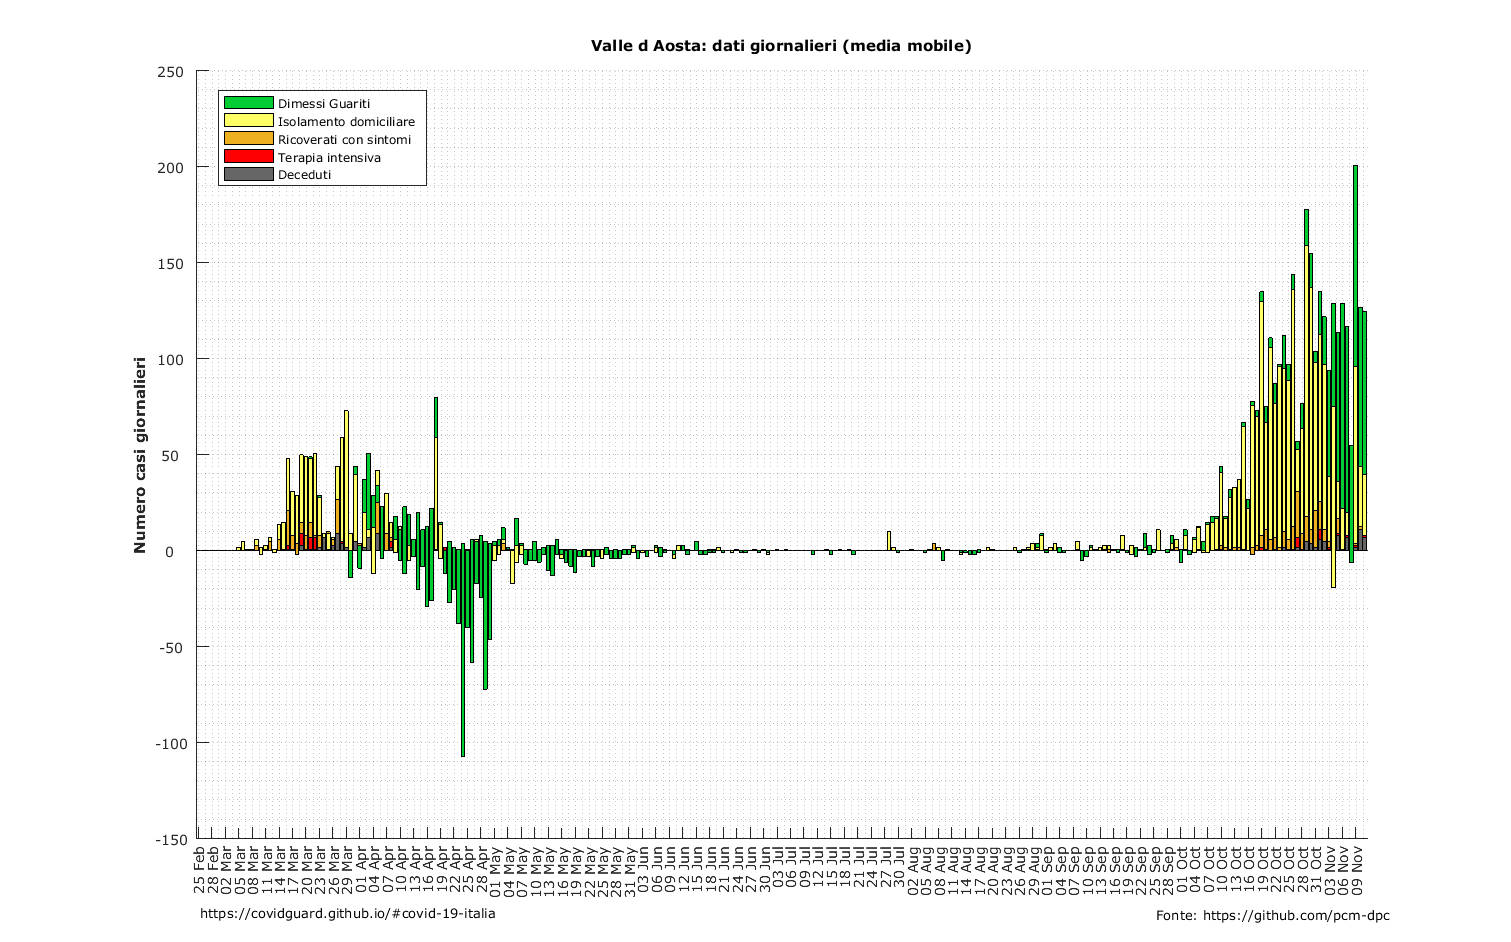 Valle d Aosta: dati giornalieri (media mobile)
250
200
150
100
50
0
-50
-100
-150
Numero casi giornalieri
Dimessi Guariti
Isolamento domiciliare
Ricoverati con sintomi
Terapia intensiva
Deceduti
25 Feb
28 Feb
02 Mar
05 Mar
08 Mar
11 Mar
14 Mar
17 Mar
20 Mar
23 Mar
26 Mar
29 Mar
01 Apr
04 Apr
07 Apr
10 Apr
13 Apr
16 Apr
19 Apr
22 Apr
25 Apr
28 Apr
01 May
04 May
07 May
10 May
13 May
16 May
19 May
22 May
25 May
28 May
31 May
03 Jun
06 Jun
09 Jun
12 Jun
15 Jun
18 Jun
21 Jun
24 Jun
27 Jun
30 Jun
03 Jul
06 Jul
09 Jul
12 Jul
15 Jul
18 Jul
21 Jul
24 Jul
27 Jul
30 Jul
02 Aug
05 Aug
08 Aug
11 Aug
14 Aug
17 Aug
20 Aug
23 Aug
26 Aug
29 Aug
01 Sep
04 Sep
07 Sep
10 Sep
13 Sep
16 Sep
19 Sep
22 Sep
25 Sep
28 Sep
01 Oct
04 Oct
07 Oct
10 Oct
13 Oct
16 Oct
19 Oct
22 Oct
25 Oct
28 Oct
31 Oct
03 Nov
06 Nov
09 Nov
https://covidguard.github.io/#covid-19-italia
Fonte: https://github.com/pcm-dpc